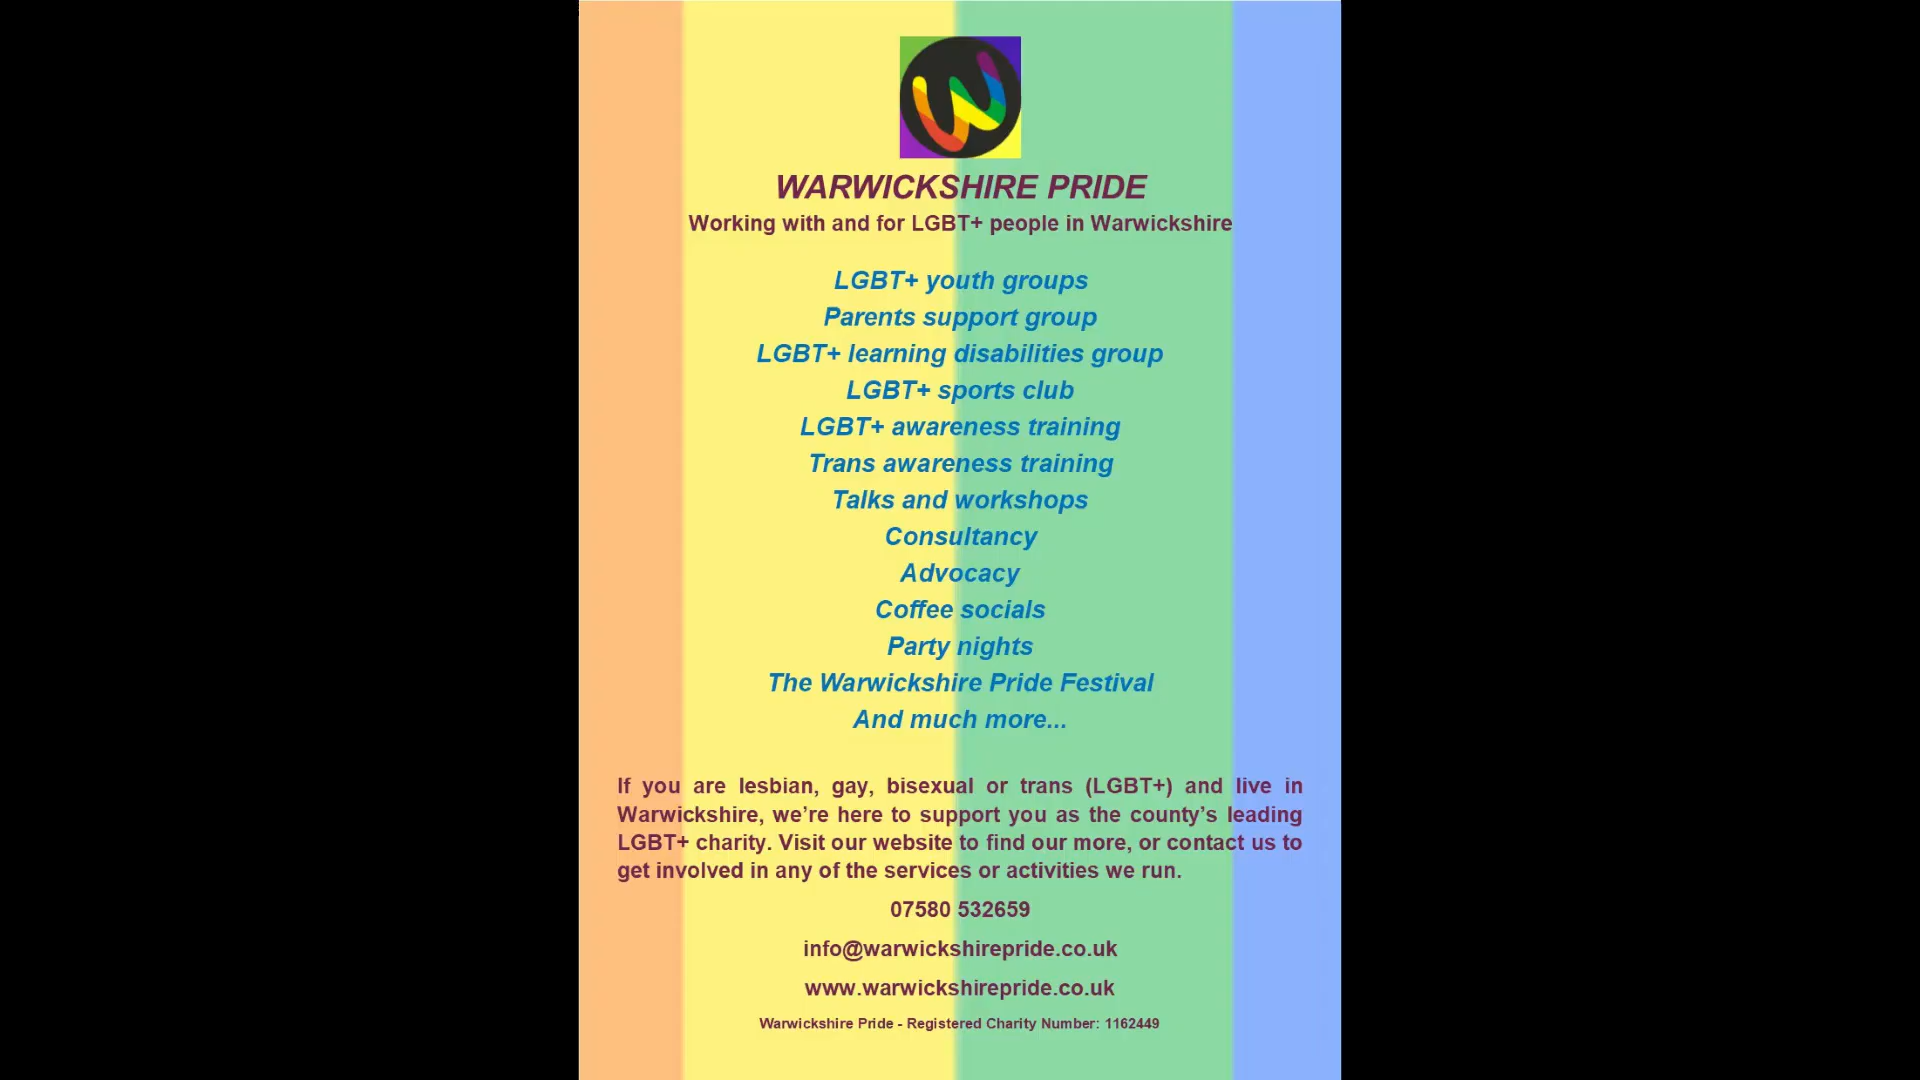 WARWICKSHIRE PRIDE
Working with and for LGBT+ people in Warwickshire
LGBT+ youth groups
Parents support group
LGBT+ learning disabilities group
LGBT+ sports club
LGBT+ awareness training
Trans awareness training
Talks and workshops
Consultancy
Advocacy
Coffee socials
Party nights
The Warwickshire Pride Festival
And much more...
If you are lesbian, gay, bisexual or trans (LGBT+) and live in
Warwickshire, we’re here to support you as the county’s leading
LGBT+ charity. Visit our website to find our more, or contact us to
get involved in any of the services or activities we run.
07580 532659
info@warwickshirepride.co.uk
www.warwickshirepride.co.uk
Warwickshire Pride - Registered Charity Number: 1162449